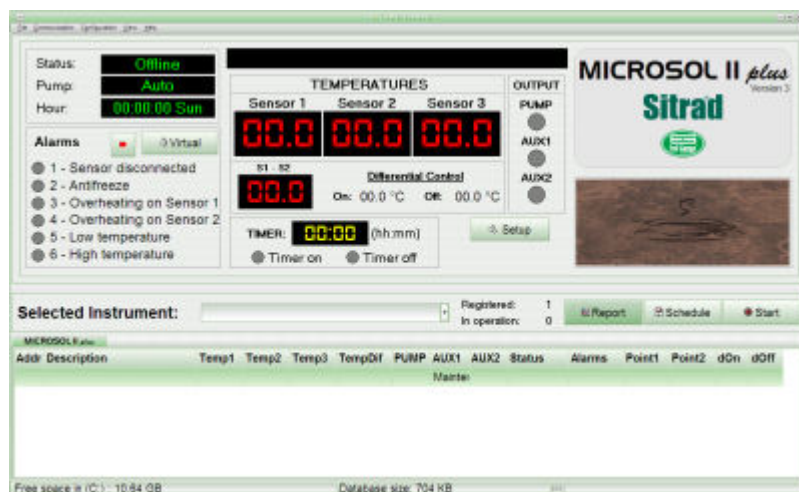 Status: Offline
Pump: Auto
Hour: 00:00:00 Sun
Alarms
Virtual
1 - Sensor disconnected
2 - Antifreeze
3 - Overheating on Sensor 1
4 - Overheating on Sensor 2
5 - Low temperature
6 - High temperature
TEMPERATURES
Sensor 1 Sensor 2 Sensor 3
00.0 00.0 00.0
S1 - S2
00.0
Differential Control
On: 00.0 °C Off: 00.0 °C
OUTPUT
PUMP
AUX1
AUX2
TIMER: 00:00 (hh:mm)
Timer on Timer off
Setup
MICROSOL II plus
Version 3
Sitrad
Selected Instrument:
Registered: 1
In operation: 0
Report Schedule Start
MICROSOL II plus
Addr Description Temp1 Temp2 Temp3 TempDif PUMP AUX1 AUX2 Status Alarms Point1 Point2 dOn dOff
Mainte
Free space in (C:) : 10.64 GB Database size: 704 KB